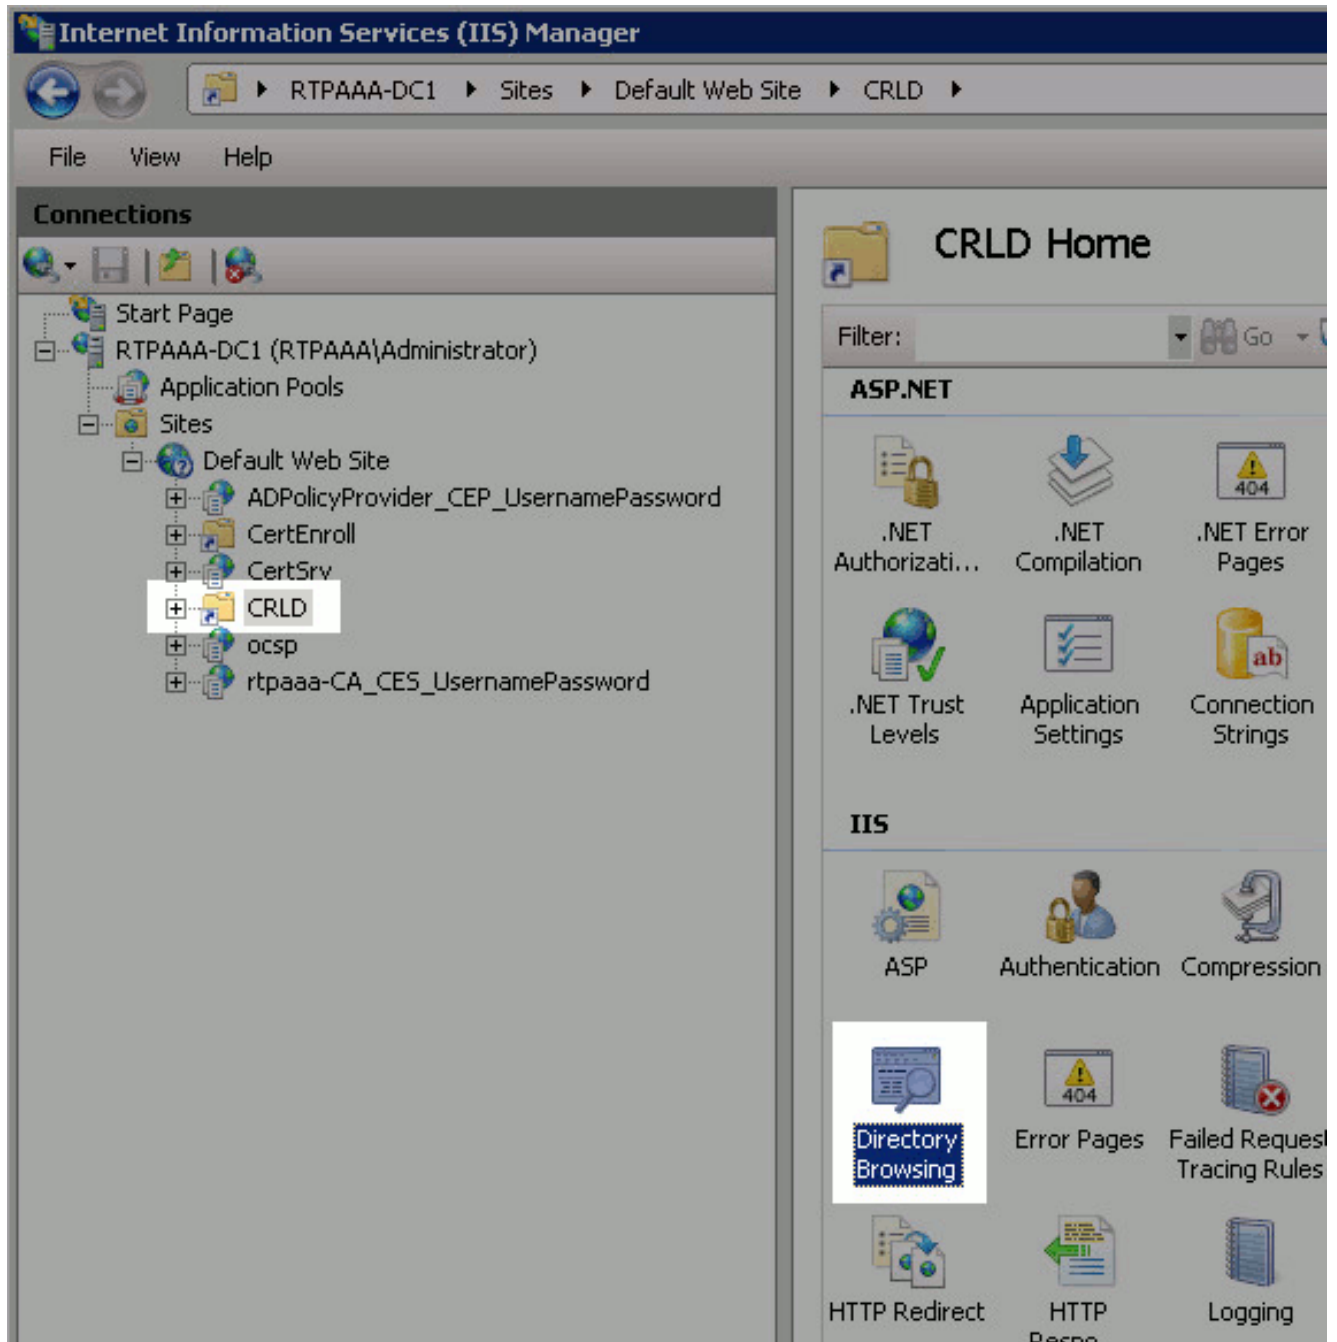 Internet Information Services (IIS) Manager
RTPAAA-DC1 Sites Default Web Site CRLD
File View Help
Connections
Start Page
RTPAAA-DC1 (RTPAAA\Administrator)
Application Pools
Sites
Default Web Site
ADPolicyProvider_CEP_UsernamePassword
CertEnroll
CertSrv
CRLD
ocsp
rtpaaa-CA_CES_UsernamePassword
CRLD Home
Filter: Go
ASP.NET
.NET Authorizati...
.NET Compilation
404
.NET Error Pages
.NET Trust Levels
Application Settings
ab
Connection Strings
IIS
ASP
Authentication
Compression
Directory Browsing
404
Error Pages
Failed Request Tracing Rules
HTTP Redirect
HTTP
Logging